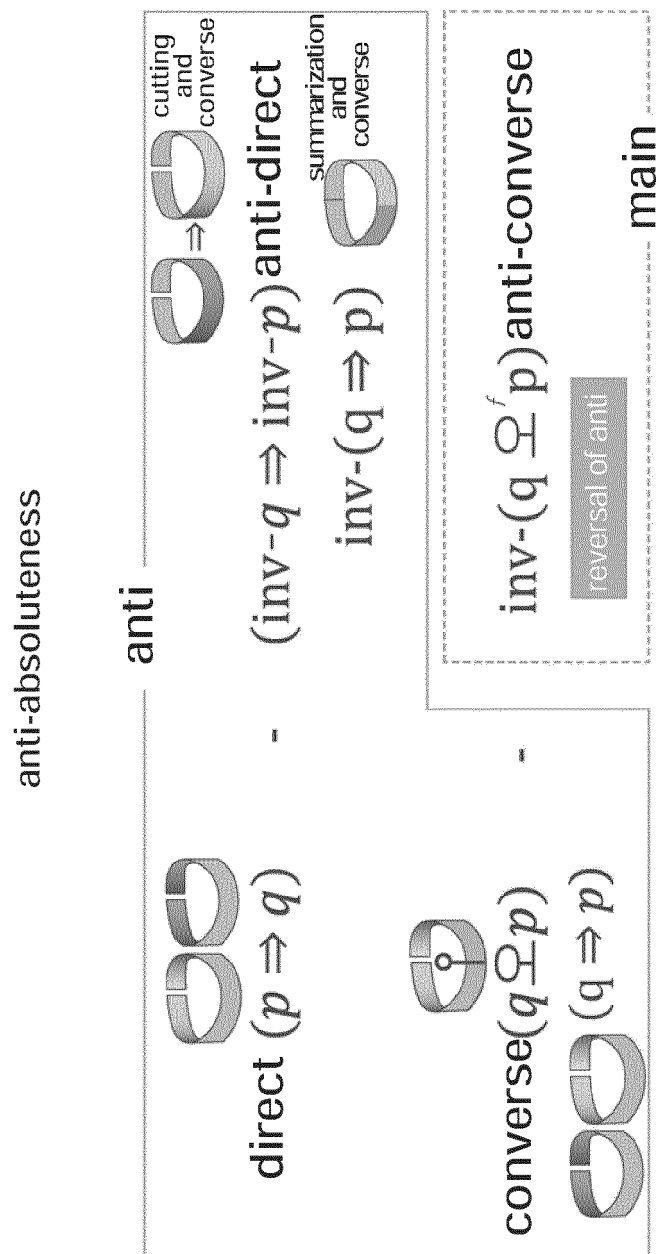 anti-absoluteness
anti
cutting
and
converse
⇒
direct (p ⇒ q) - (inv-q ⇒ inv-p) anti-direct
summarization
and
converse
inv-(q ⇒ p)
converse(q ⫯ p) - inv-(q ⫯ᶠ p) anti-converse
(q ⇒ p)
reversal of anti
main